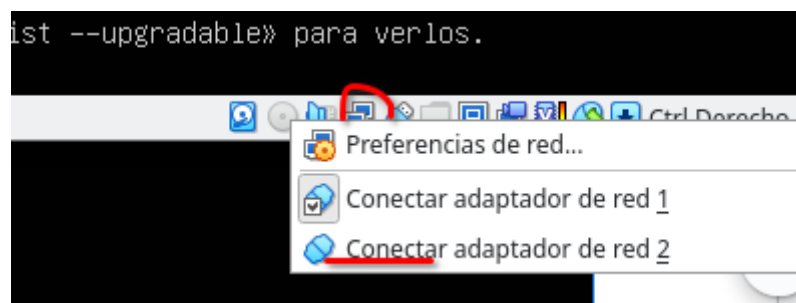 ist --upgradable» para verlos.
Ctrl Derecho
Preferencias de red...
Conectar adaptador de red 1
Conectar adaptador de red 2